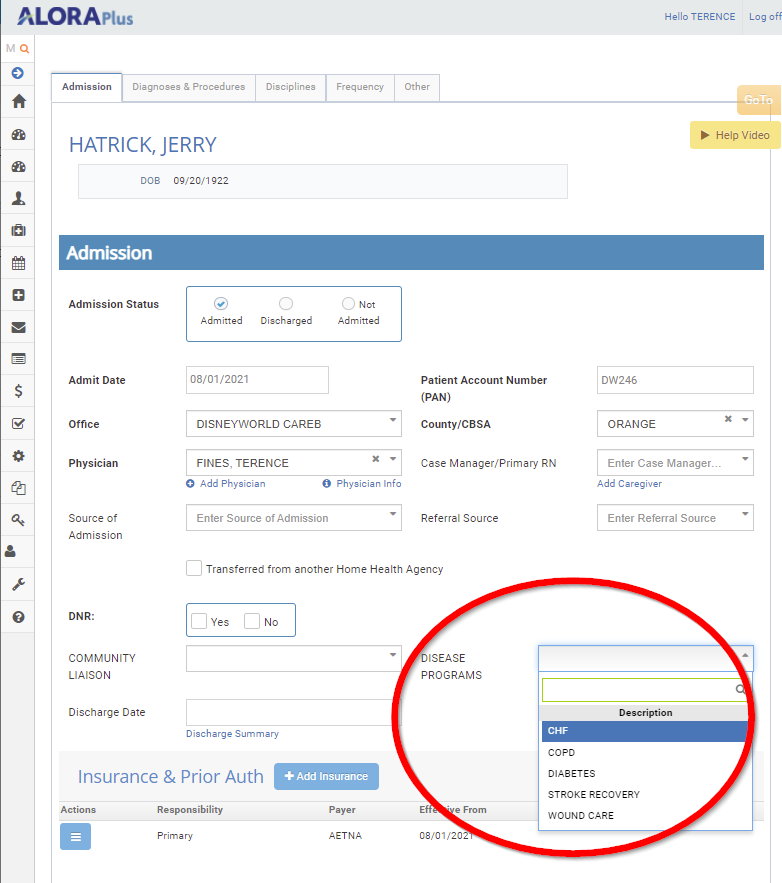 ALORA Plus
Hello TERENCE Log off
M
Admission Diagnoses & Procedures Disciplines Frequency Other
GoTo
Help Video
HATRICK, JERRY
DOB 09/20/1922
Admission
Admission Status
Admitted Discharged Not Admitted
Admit Date 08/01/2021 Patient Account Number (PAN) DW246
Office DISNEYWORLD CAREB County/CBSA ORANGE
Physician FINES, TERENCE Case Manager/Primary RN Enter Case Manager...
Add Physician Physician Info Add Caregiver
Source of Admission Enter Source of Admission Referral Source Enter Referral Source
Transferred from another Home Health Agency
DNR: Yes No
COMMUNITY LIAISON DISEASE PROGRAMS
Description
CHF
COPD
DIABETES
STROKE RECOVERY
WOUND CARE
Discharge Date
Discharge Summary
Insurance & Prior Auth Add Insurance
Actions Responsibility Payer Effective From
Primary AETNA 08/01/2021